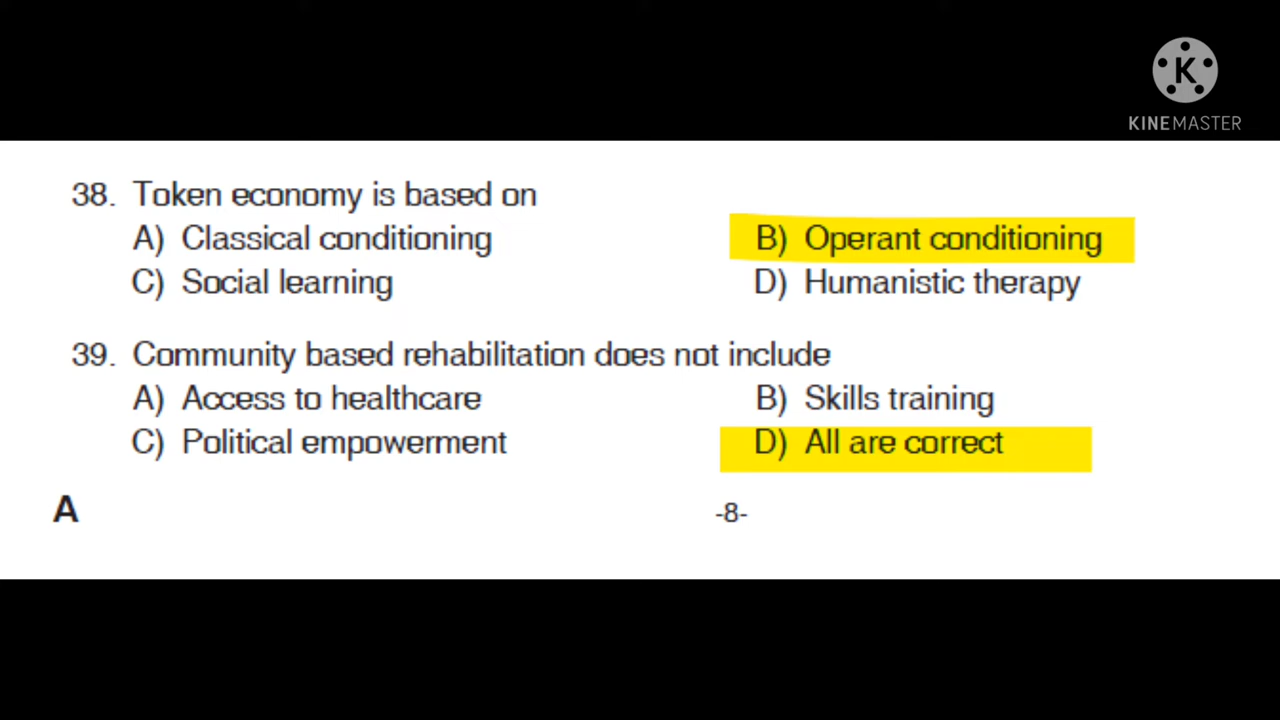 K
KINEMASTER
38. Token economy is based on
A) Classical conditioning B) Operant conditioning
C) Social learning D) Humanistic therapy
39. Community based rehabilitation does not include
A) Access to healthcare B) Skills training
C) Political empowerment D) All are correct
A -8-